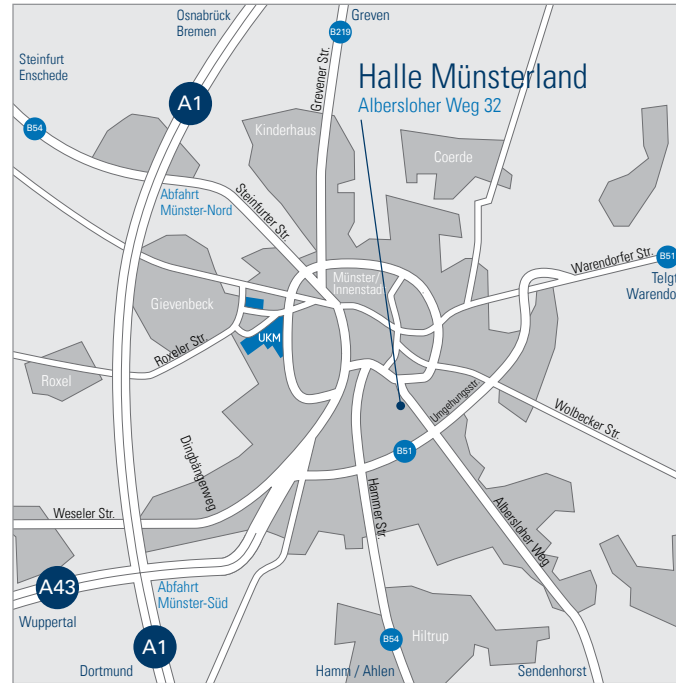 Osnabrück
Bremen
Greven
B219
Steinfurt
Enschede
Halle Münsterland
Albersloher Weg 32
A1
Grevener Str.
B54
Kinderhaus
Coerde
Abfahrt
Münster-Nord
Steinfurter Str.
Warendorfer Str.
B51
Telgt
Warendo
Münster/
Innenstad
Gievenbeck
UKM
Roxeler Str.
Roxel
Umgehungsstr.
Wolbecker Str.
Dingbängerweg
B51
Weseler Str.
Hammer Str.
Albersloher Weg
A43
Abfahrt
Münster-Süd
Wuppertal
A1
B54
Hiltrup
Dortmund
Hamm / Ahlen
Sendenhorst